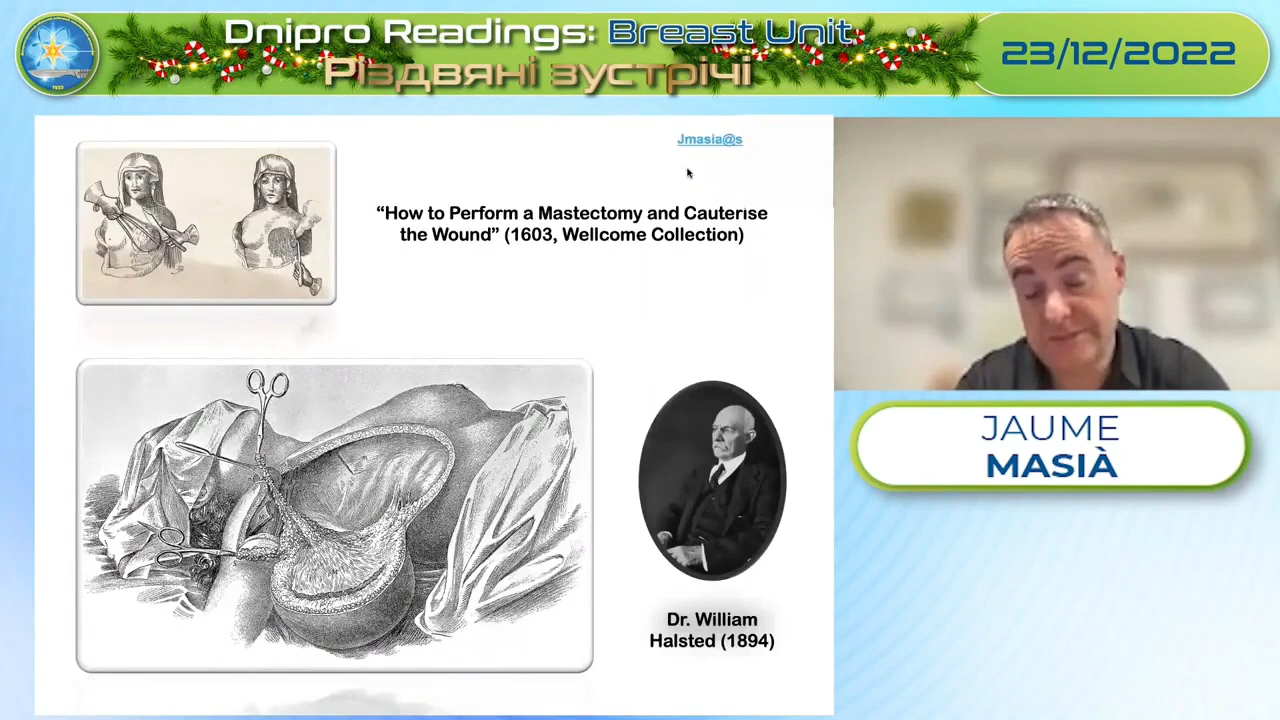 Dnipro Readings: Breast Unit
Різдвяні зустрічі
23/12/2022
1930
Jmasia@s
“How to Perform a Mastectomy and Cauterise
the Wound” (1603, Wellcome Collection)
Dr. William
Halsted (1894)
JAUME
MASIÀ